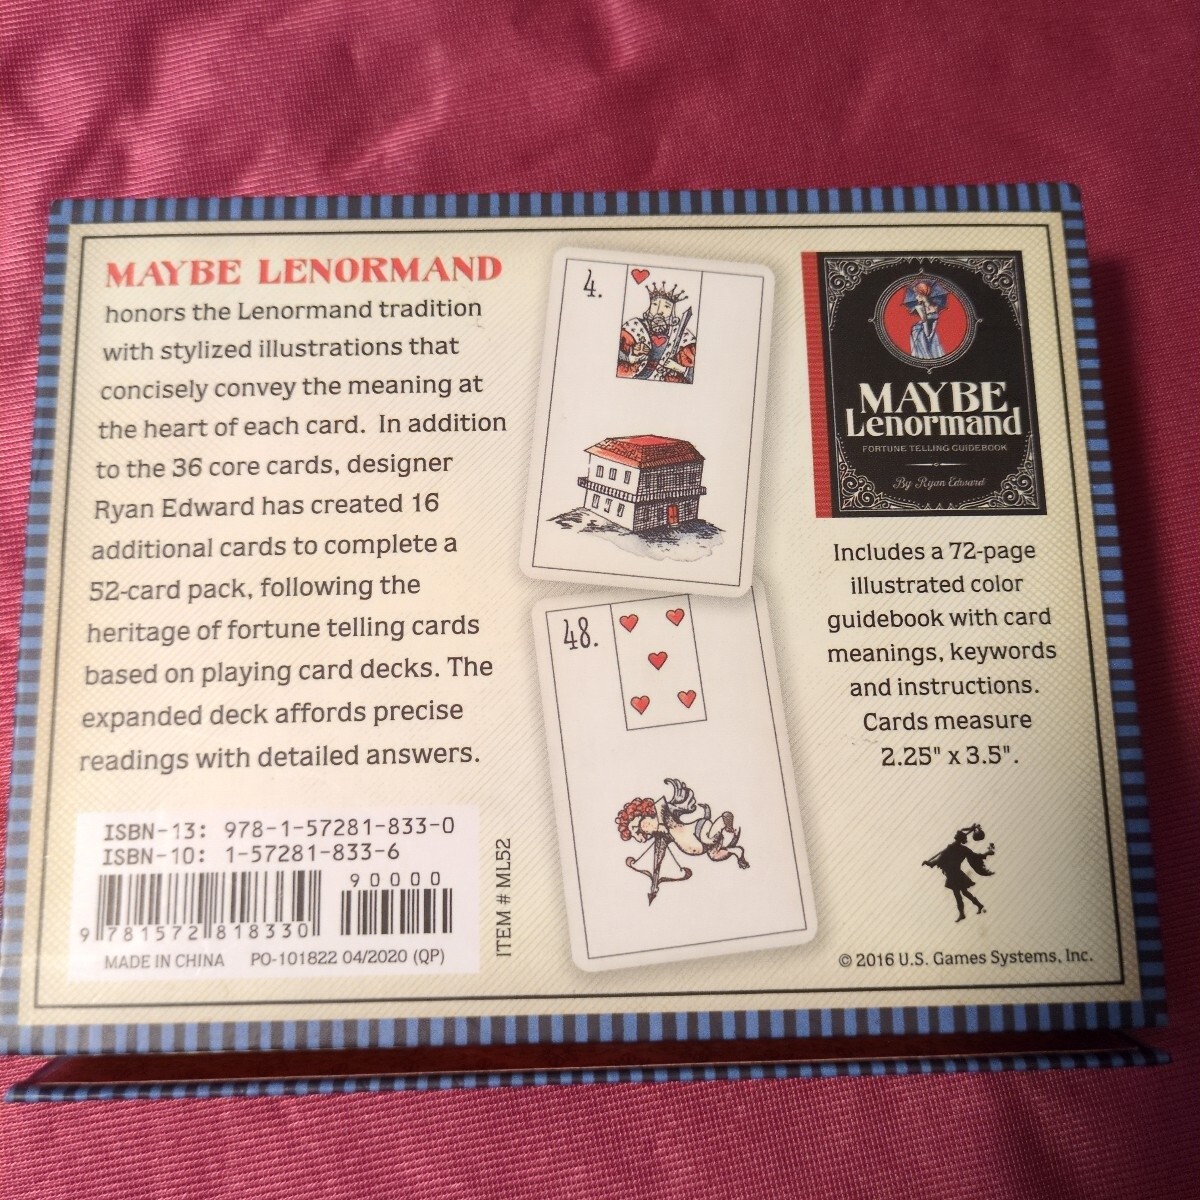 MAYBE LENORMAND
honors the Lenormand tradition
with stylized illustrations that
concisely convey the meaning at
the heart of each card. In addition
to the 36 core cards, designer
Ryan Edward has created 16
additional cards to complete a
52-card pack, following the
heritage of fortune telling cards
based on playing card decks. The
expanded deck affords precise
readings with detailed answers.
ISBN-13: 978-1-57281-833-0
ISBN-10: 1-57281-833-6
90000
9 781572 818330
MADE IN CHINA PO-101822 04/2020 (QP)
ITEM # ML52
4.
48.
MAYBE
Lenormand
FORTUNE TELLING GUIDEBOOK
By Ryan Edward
Includes a 72-page
illustrated color
guidebook with card
meanings, keywords
and instructions.
Cards measure
2.25" x 3.5".
© 2016 U.S. Games Systems, Inc.